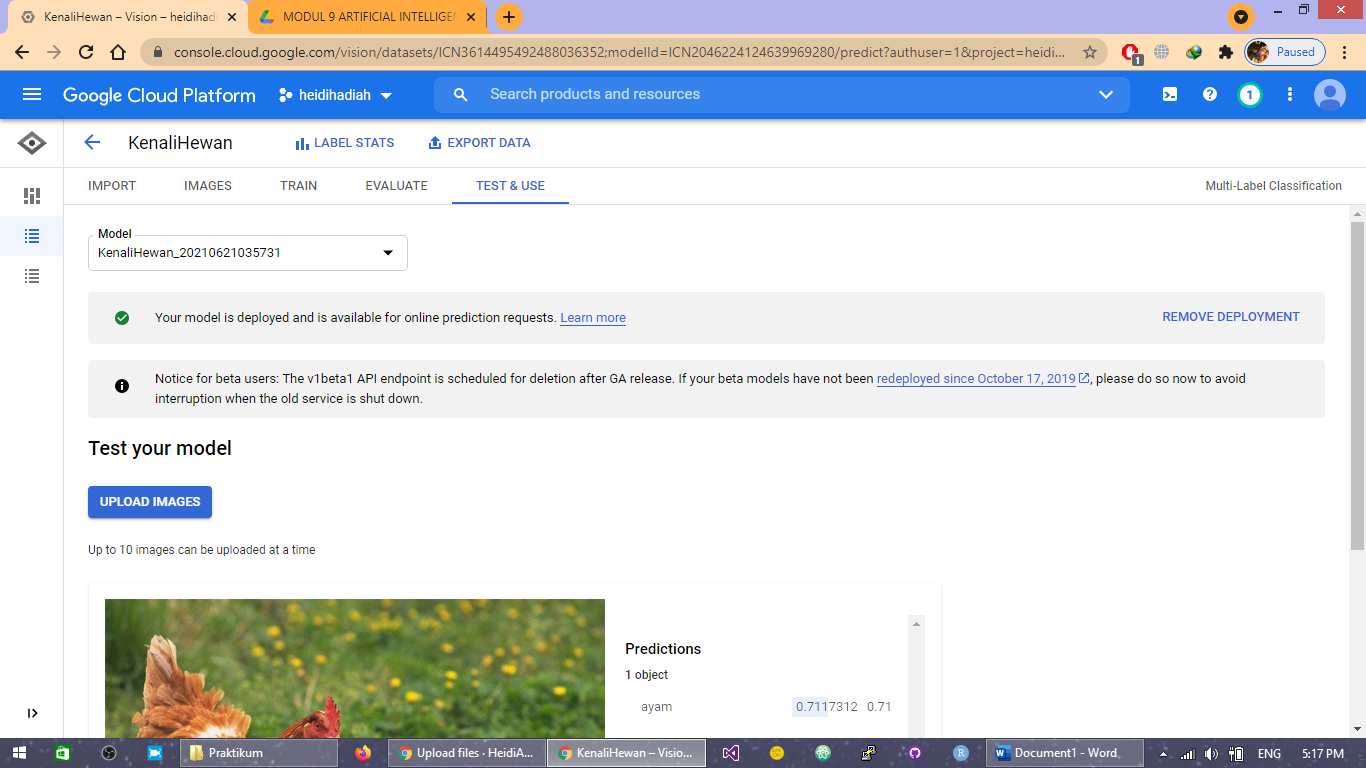 KenaliHewan – Vision – heidihadi
MODUL 9 ARTIFICIAL INTELLIGEN
console.cloud.google.com/vision/datasets/ICN3614495492488036352;modelId=ICN2046224124639969280/predict?authuser=1&project=heidi...
1
Paused
Google Cloud Platform
heidihadiah
Search products and resources
1
KenaliHewan
LABEL STATS
EXPORT DATA
IMPORT
IMAGES
TRAIN
EVALUATE
TEST & USE
Multi-Label Classification
Model
KenaliHewan_20210621035731
Your model is deployed and is available for online prediction requests. Learn more
REMOVE DEPLOYMENT
Notice for beta users: The v1beta1 API endpoint is scheduled for deletion after GA release. If your beta models have not been redeployed since October 17, 2019, please do so now to avoid
interruption when the old service is shut down.
Test your model
UPLOAD IMAGES
Up to 10 images can be uploaded at a time
Predictions
1 object
ayam 0.7117312 0.71
Praktikum
Upload files · HeidiA...
KenaliHewan – Visio...
Document1 - Word
ENG
5:17 PM